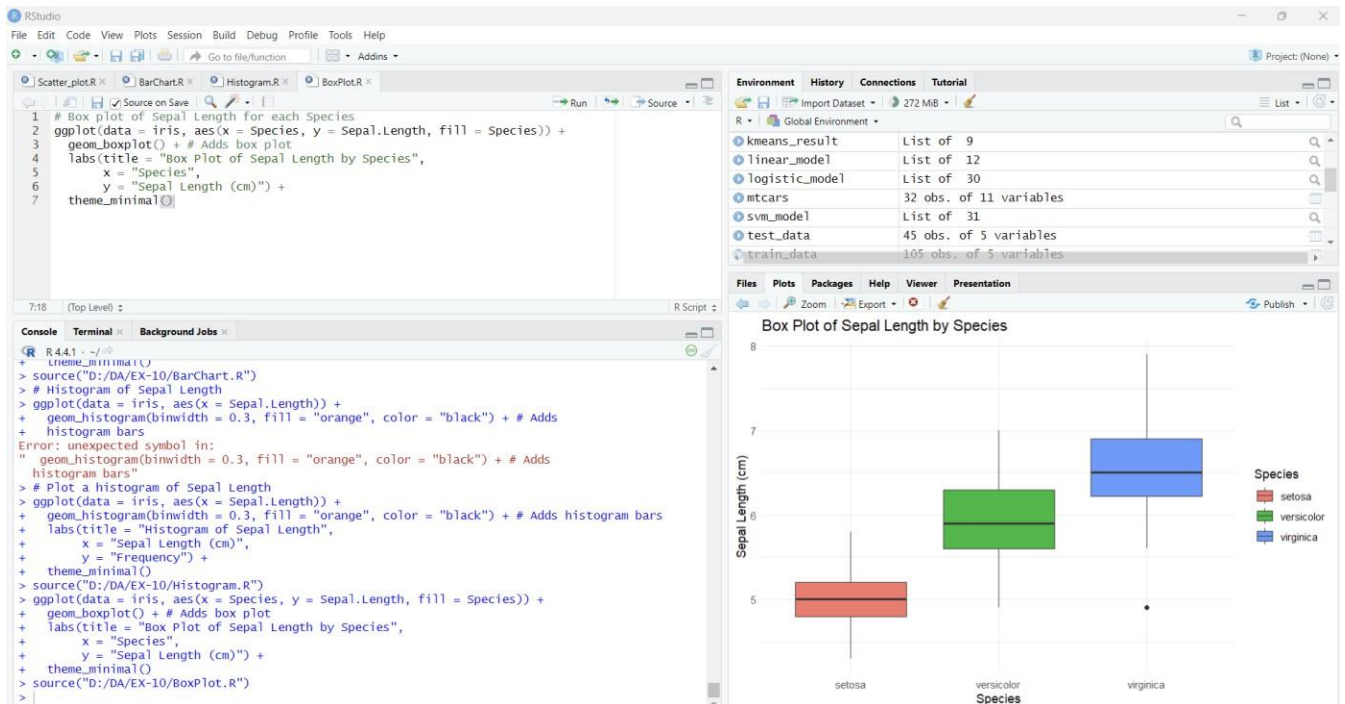 RStudio
File Edit Code View Plots Session Build Debug Profile Tools Help
Go to file/function Addins Project: (None)
Scatter_plot.R BarChart.R Histogram.R BoxPlot.R
Source on Save Run Source
1 # Box plot of Sepal Length for each Species
2 ggplot(data = iris, aes(x = Species, y = Sepal.Length, fill = Species)) +
3   geom_boxplot() + # Adds box plot
4   labs(title = "Box Plot of Sepal Length by Species",
5        x = "Species",
6        y = "Sepal Length (cm)") +
7   theme_minimal()
7:18 (Top Level) R Script
Console Terminal Background Jobs
R R 4.4.1 · ~/
+   theme_minimal()
> source("D:/DA/EX-10/BarChart.R")
> # Histogram of Sepal Length
> ggplot(data = iris, aes(x = Sepal.Length)) +
+   geom_histogram(binwidth = 0.3, fill = "orange", color = "black") + # Adds
+   histogram bars
Error: unexpected symbol in:
"  geom_histogram(binwidth = 0.3, fill = "orange", color = "black") + # Adds
  histogram bars"
> # Plot a histogram of Sepal Length
> ggplot(data = iris, aes(x = Sepal.Length)) +
+   geom_histogram(binwidth = 0.3, fill = "orange", color = "black") + # Adds histogram bars
+   labs(title = "Histogram of Sepal Length",
+        x = "Sepal Length (cm)",
+        y = "Frequency") +
+   theme_minimal()
> source("D:/DA/EX-10/Histogram.R")
> ggplot(data = iris, aes(x = Species, y = Sepal.Length, fill = Species)) +
+   geom_boxplot() + # Adds box plot
+   labs(title = "Box Plot of Sepal Length by Species",
+        x = "Species",
+        y = "Sepal Length (cm)") +
+   theme_minimal()
> source("D:/DA/EX-10/BoxPlot.R")
>
Environment History Connections Tutorial
Import Dataset 272 MiB List
R Global Environment
kmeans_result List of 9
linear_model List of 12
logistic_model List of 30
mtcars 32 obs. of 11 variables
svm_model List of 31
test_data 45 obs. of 5 variables
train_data 105 obs. of 5 variables
Files Plots Packages Help Viewer Presentation
Zoom Export Publish
Box Plot of Sepal Length by Species
8
7
6
5
Sepal Length (cm)
setosa versicolor virginica
Species
Species
setosa
versicolor
virginica